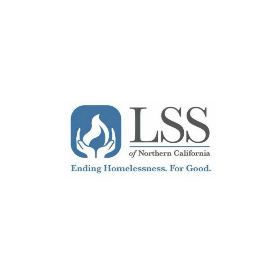 LSS
of Northern California
Ending Homelessness. For Good.